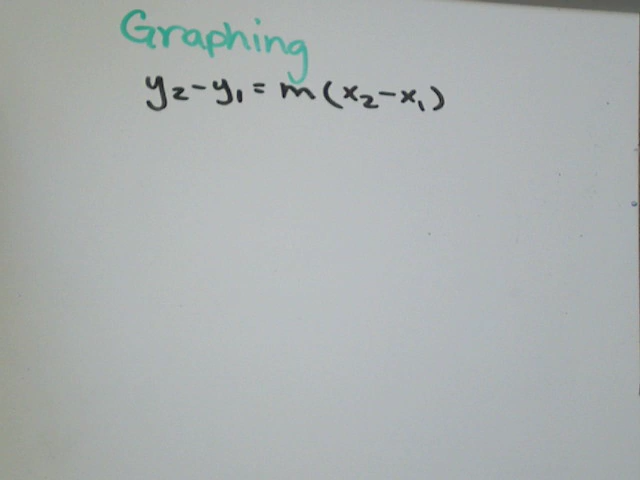 Graphing
y₂-y₁ = m(x₂-x₁)